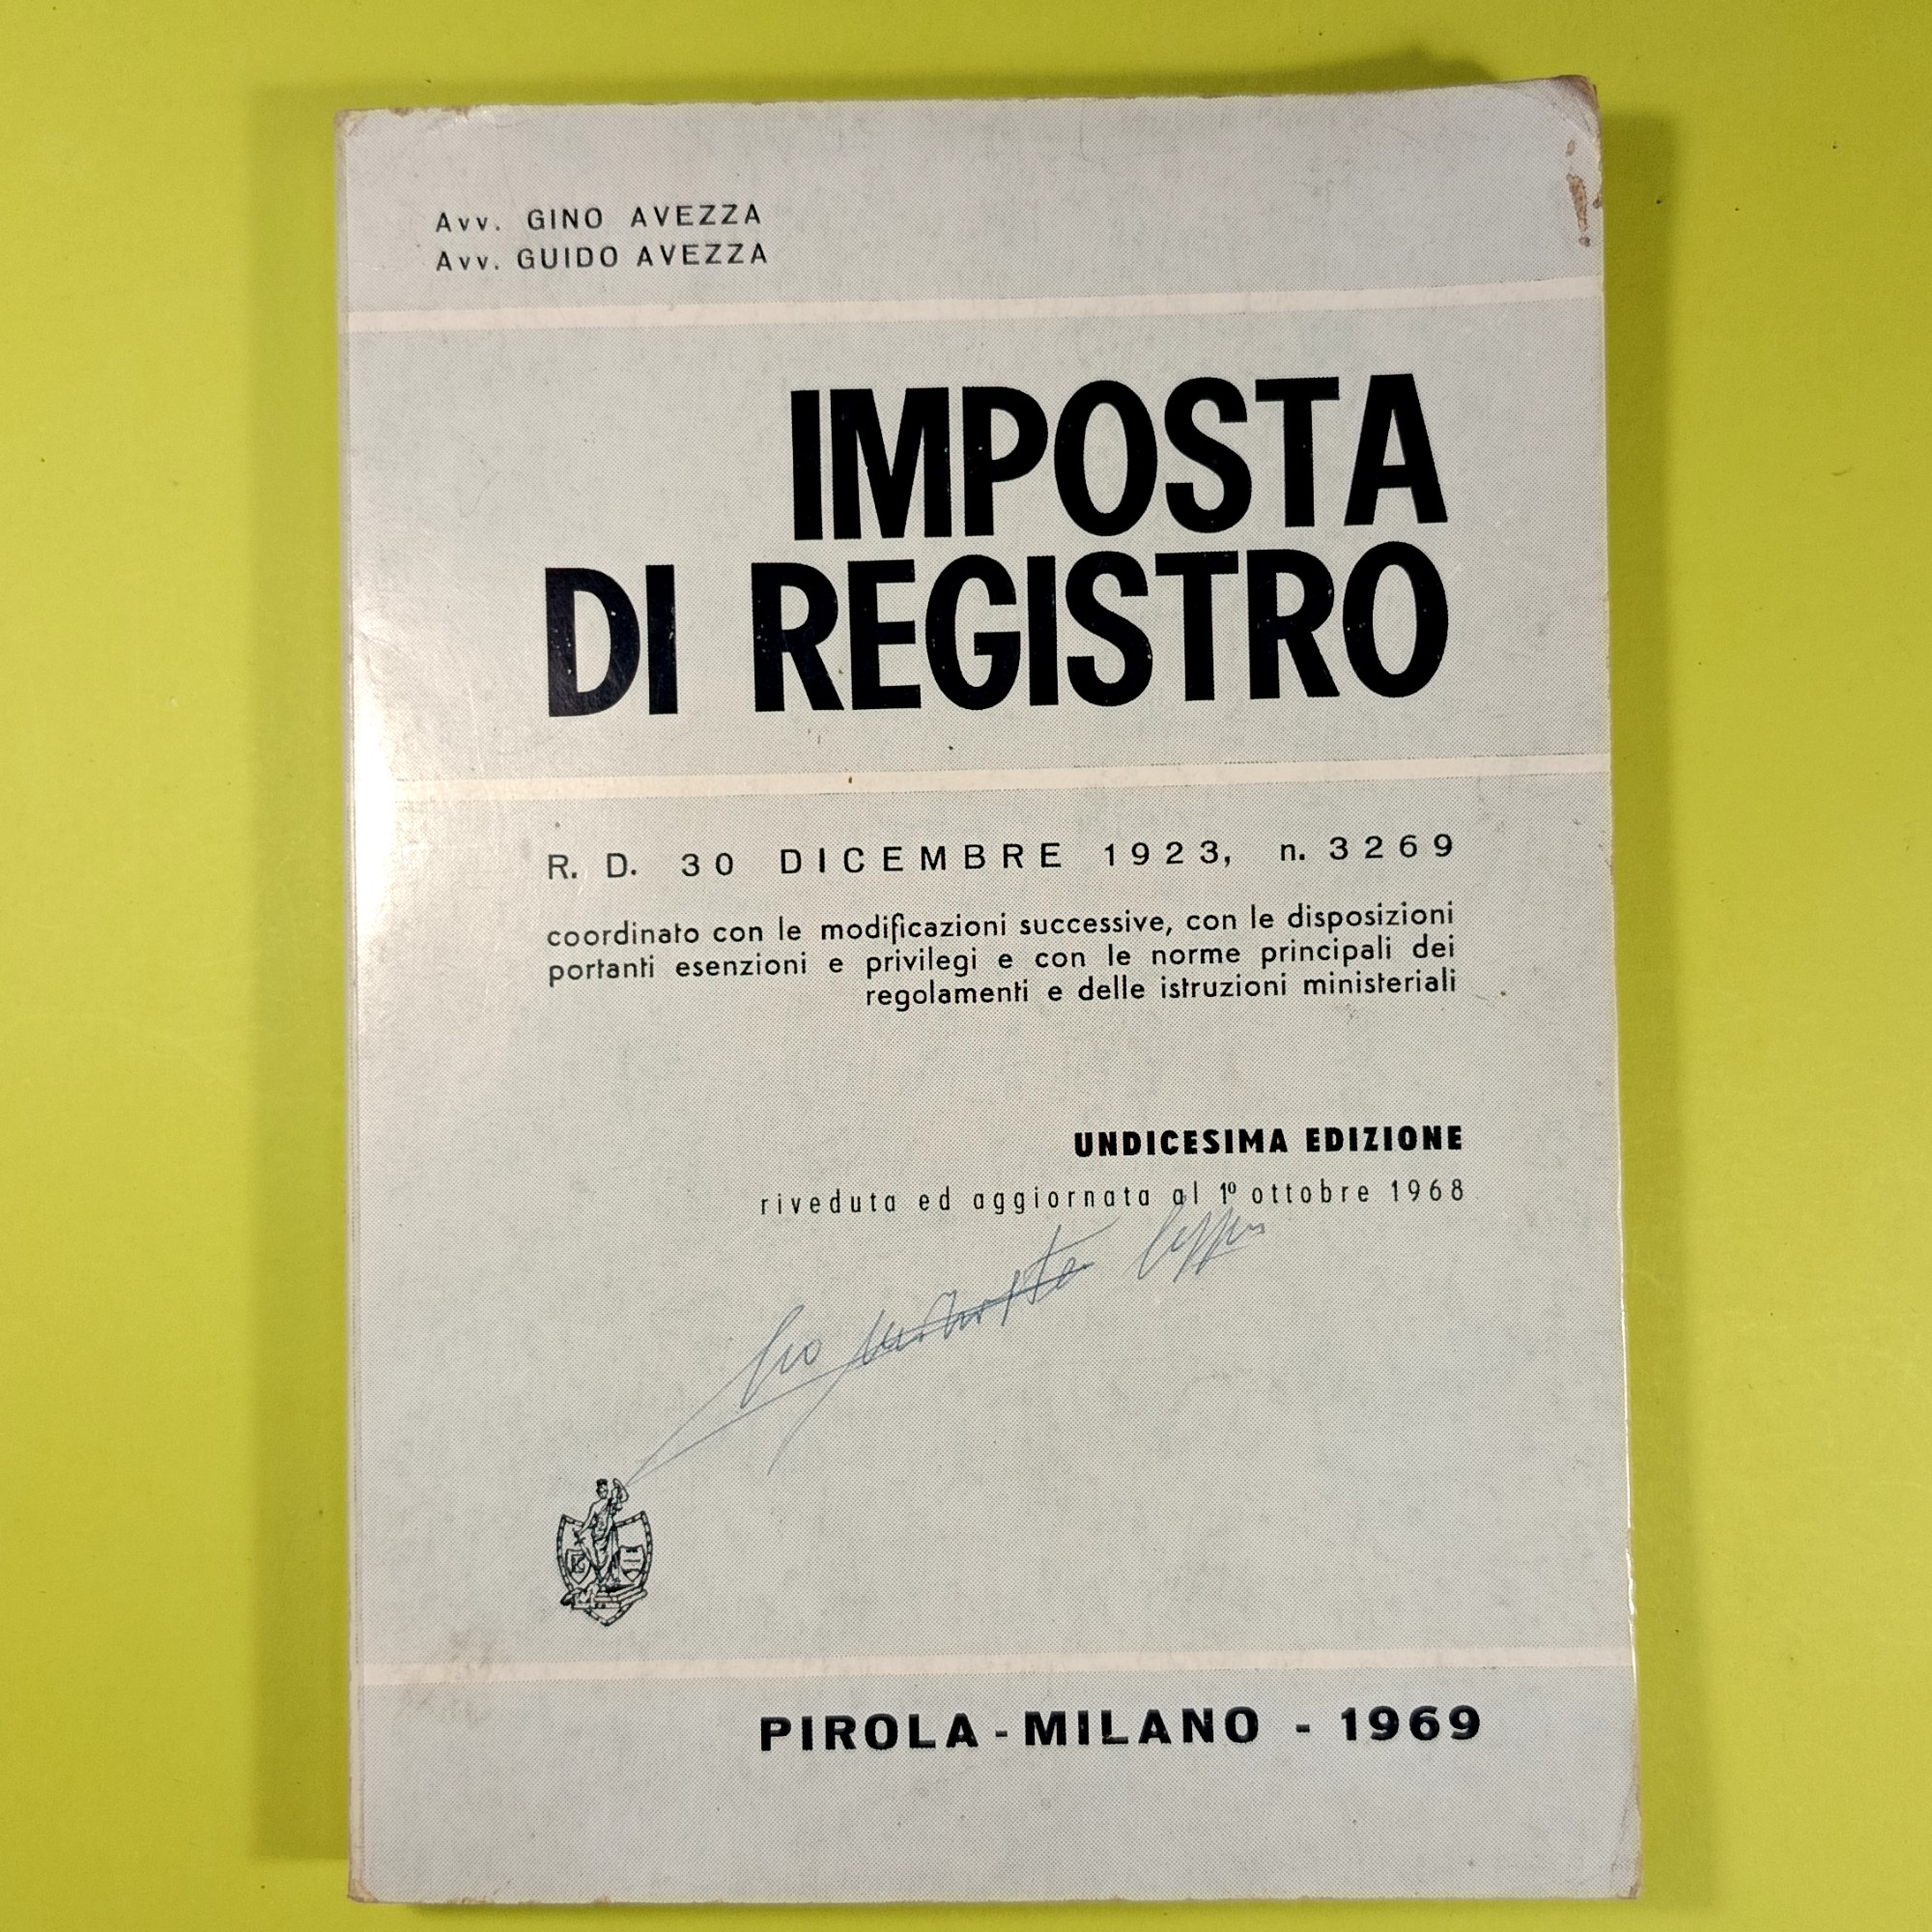 Avv. GINO AVEZZA
Avv. GUIDO AVEZZA
IMPOSTA
DI REGISTRO
R. D. 30 DICEMBRE 1923, n. 3269
coordinato con le modificazioni successive, con le disposizioni
portanti esenzioni e privilegi e con le norme principali dei
regolamenti e delle istruzioni ministeriali
UNDICESIMA EDIZIONE
riveduta ed aggiornata al 1º ottobre 1968
PIROLA - MILANO - 1969